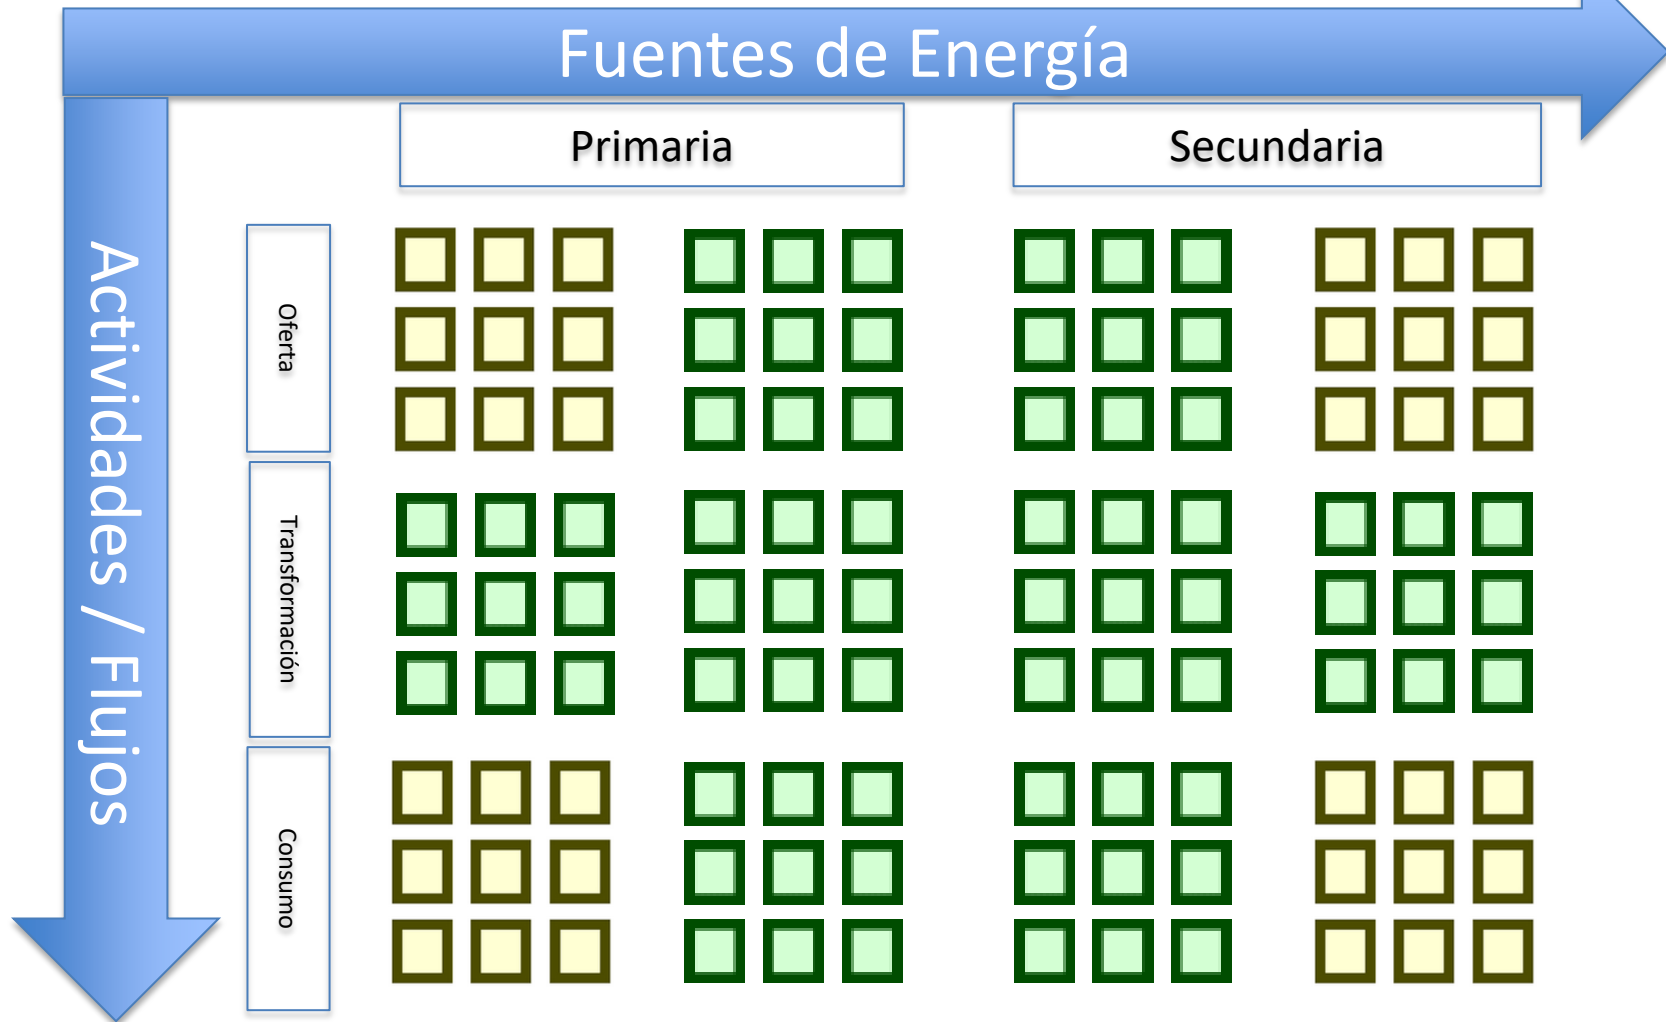 Fuentes de Energía
Primaria
Secundaria
Actividades / Flujos
Oferta
Transformación
Consumo